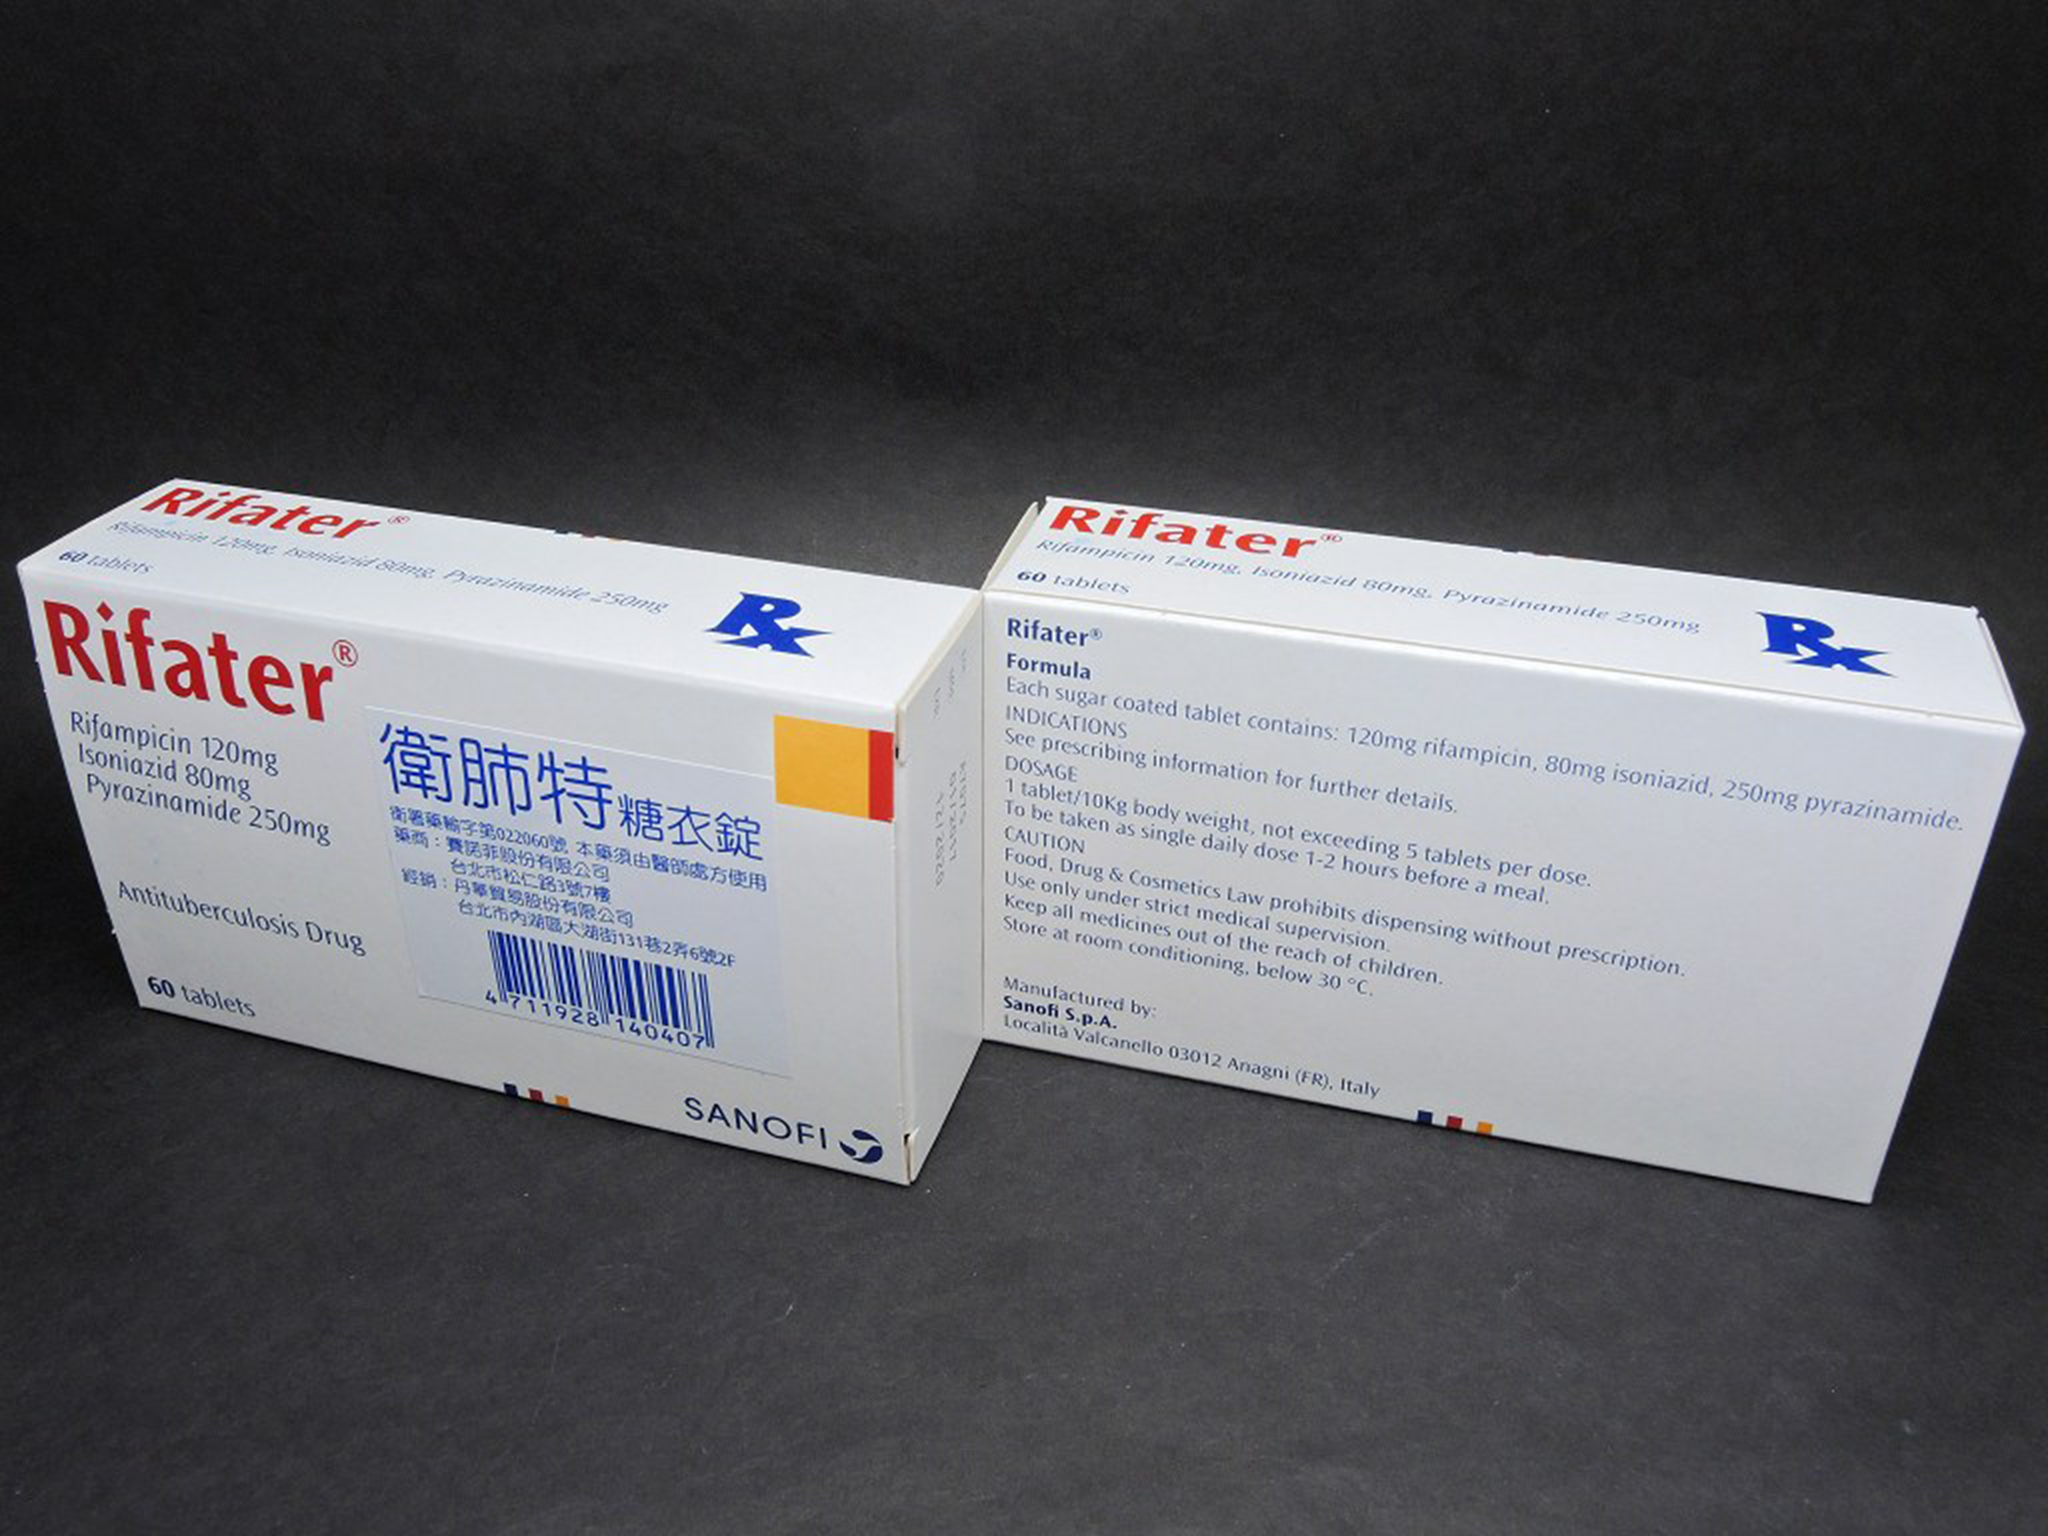 Rifater®
Rifampicin 120mg, Isoniazid 80mg, Pyrazinamide 250mg
60 tablets
Rx
Rifater®
Rifampicin 120mg
Isoniazid 80mg
Pyrazinamide 250mg
Antituberculosis Drug
60 tablets
衛肺特糖衣錠
衛署藥輸字第022060號 本藥須由醫師處方使用
藥商：賽諾菲股份有限公司
台北市松仁路3號7樓
經銷：丹華貿易股份有限公司
台北市內湖區大湖街131巷2弄6號2F
4 711928 140407
SANOFI
Rifater®
Rifampicin 120mg, Isoniazid 80mg, Pyrazinamide 250mg
60 tablets
Rx
Rifater®
Formula
Each sugar coated tablet contains: 120mg rifampicin, 80mg isoniazid, 250mg pyrazinamide.
INDICATIONS
See prescribing information for further details.
DOSAGE
1 tablet/10Kg body weight, not exceeding 5 tablets per dose.
To be taken as single daily dose 1-2 hours before a meal.
CAUTION
Food, Drug & Cosmetics Law prohibits dispensing without prescription.
Use only under strict medical supervision.
Keep all medicines out of the reach of children.
Store at room conditioning, below 30 °C.
Manufactured by:
Sanofi S.p.A.
Località Valcanello 03012 Anagni (FR), Italy